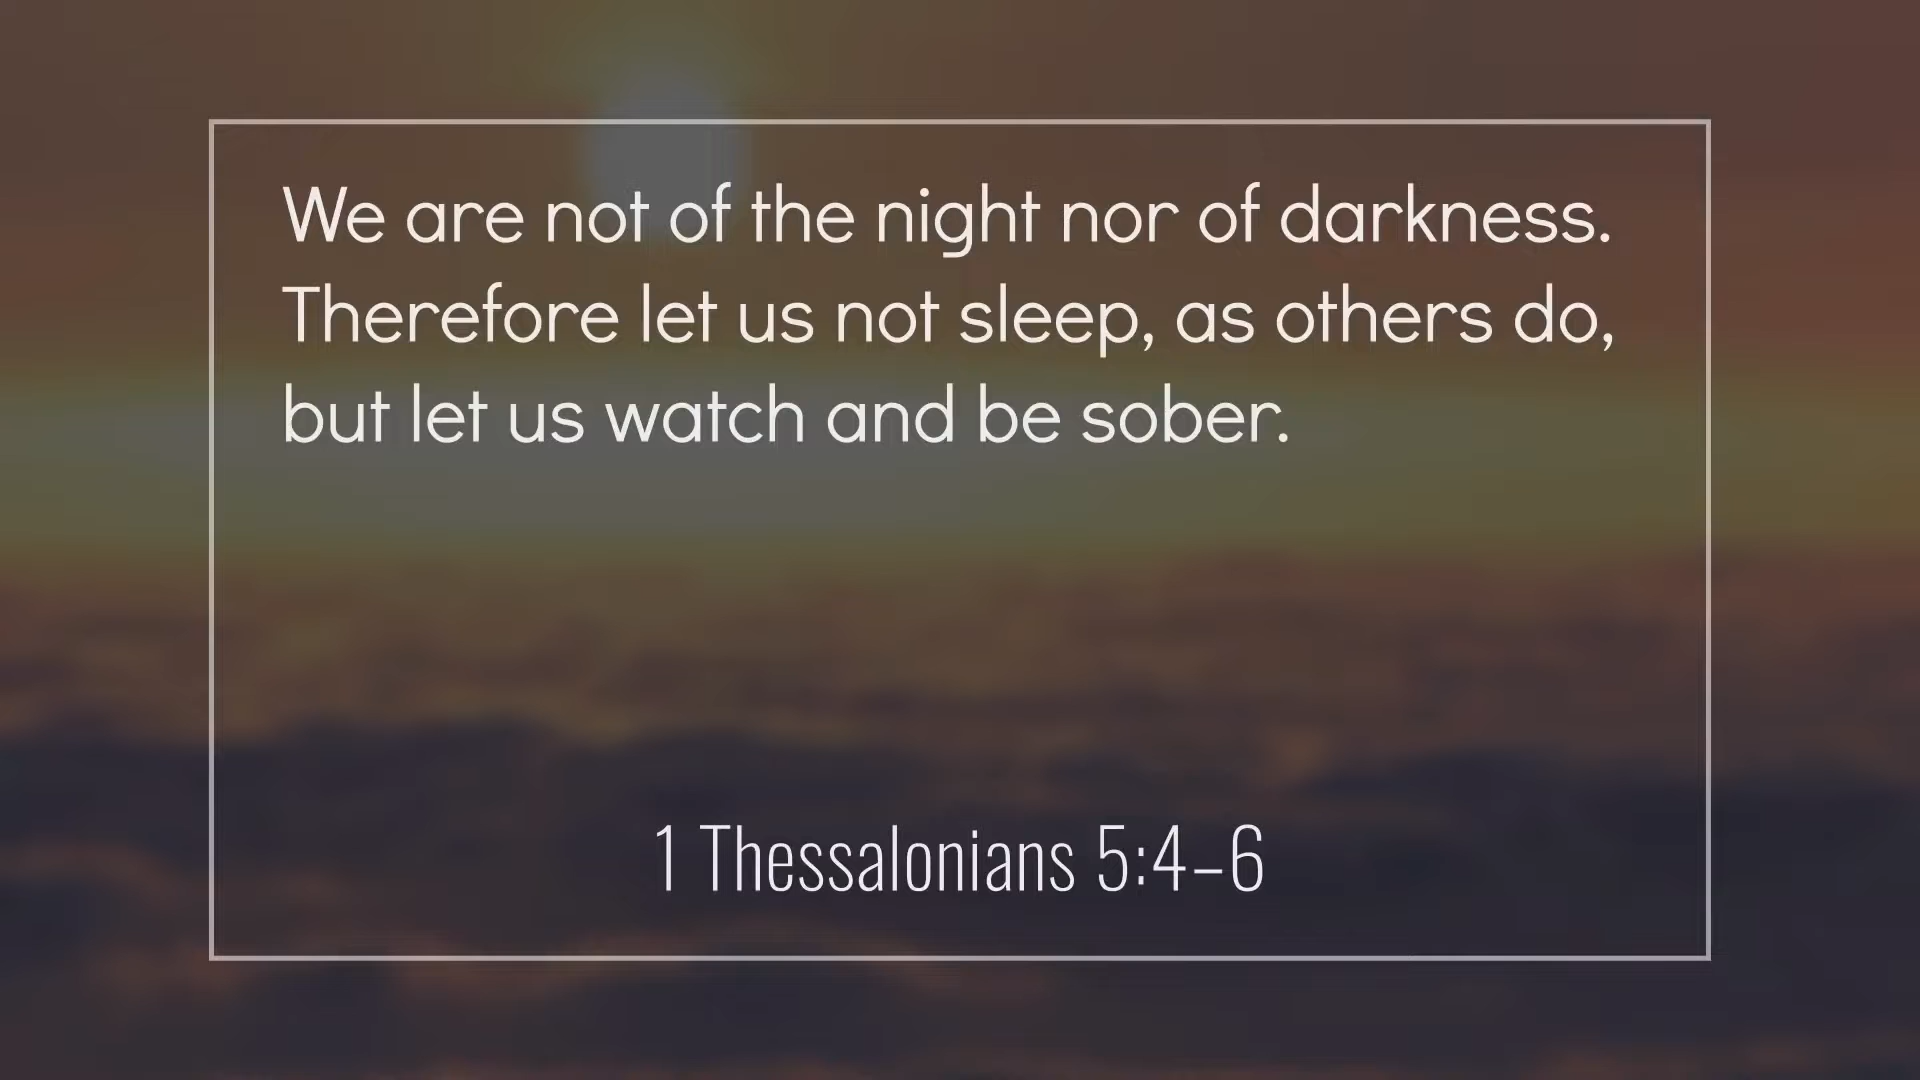 We are not of the night nor of darkness.
Therefore let us not sleep, as others do,
but let us watch and be sober.
1 Thessalonians 5:4–6